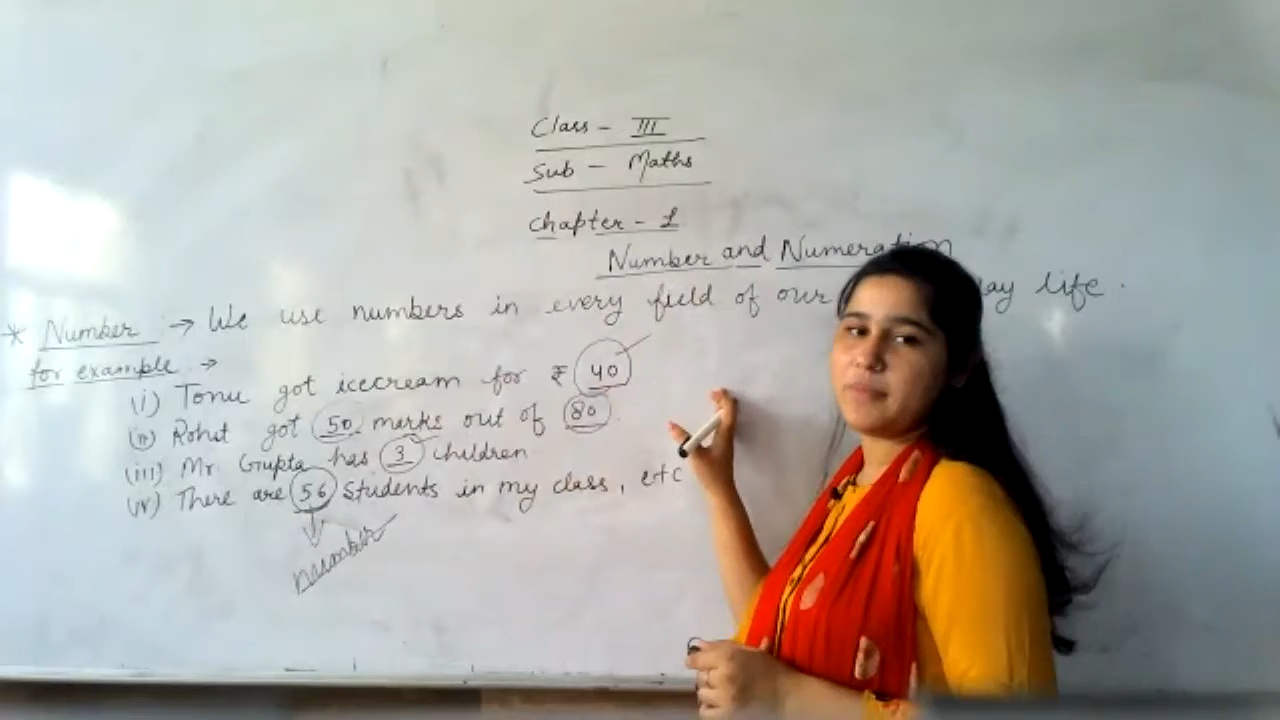 Class - III
Sub - Maths
Chapter - 1
Number and Numeration
* Number :→ We use numbers in every field of our day life.
for example :→
(i) Tonu got icecream for ₹ 40
(ii) Rohit got 50 marks out of 80.
(iii) Mr Gupta has 3 children
(iv) There are 56 students in my class, etc
Number